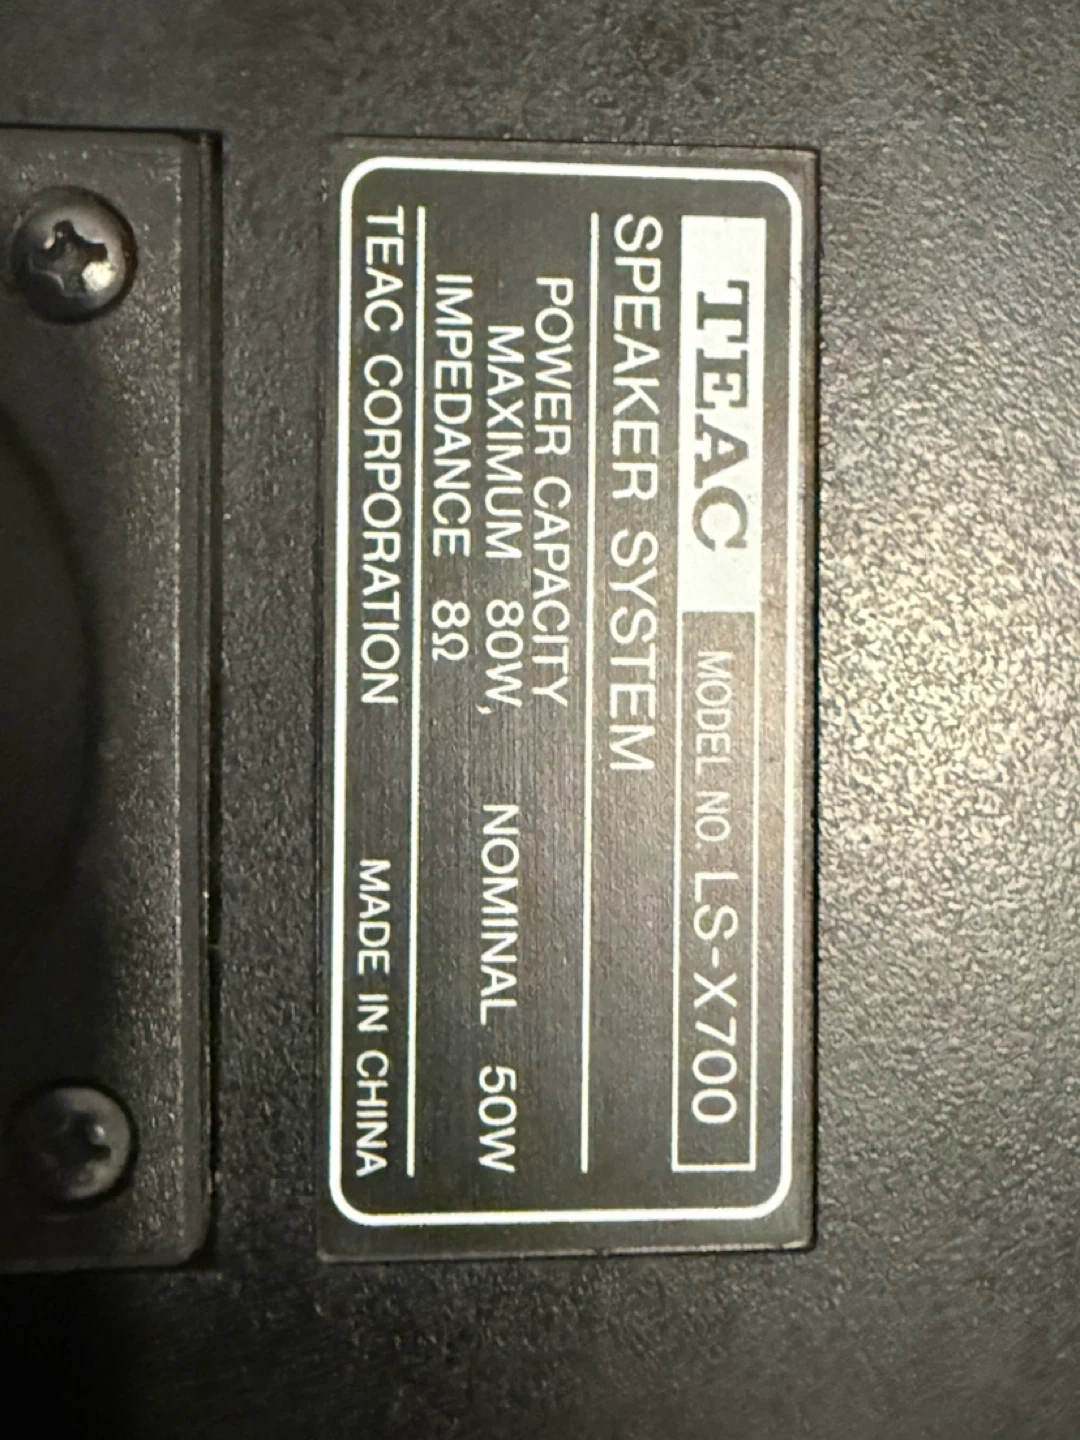 TEAC MODEL NO. LS-X700
SPEAKER SYSTEM
POWER CAPACITY
MAXIMUM 80W, NOMINAL 50W
IMPEDANCE 8Ω
TEAC CORPORATION MADE IN CHINA